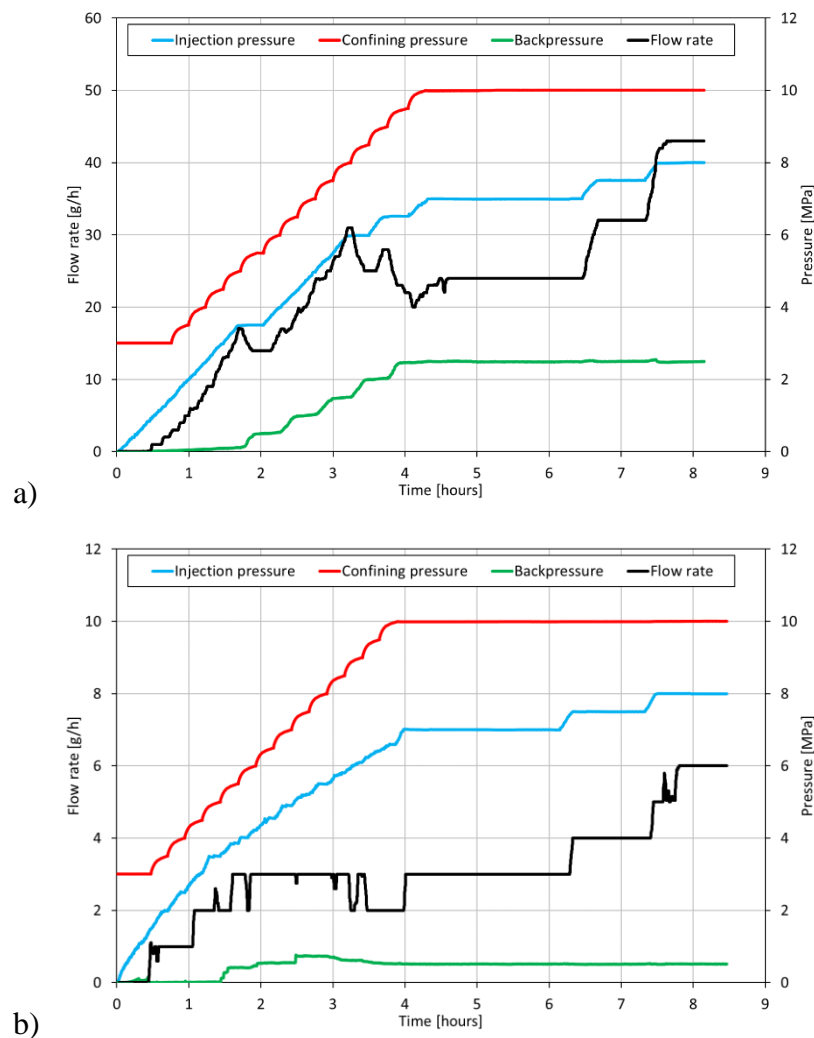 Injection pressure Confining pressure Backpressure Flow rate
60 12
50 10
40 8
30 6
20 4
10 2
0 0
0 1 2 3 4 5 6 7 8 9
Flow rate [g/h]
Pressure [MPa]
Time [hours]
a)
Injection pressure Confining pressure Backpressure Flow rate
12 12
10 10
8 8
6 6
4 4
2 2
0 0
0 1 2 3 4 5 6 7 8 9
Flow rate [g/h]
Pressure [MPa]
Time [hours]
b)